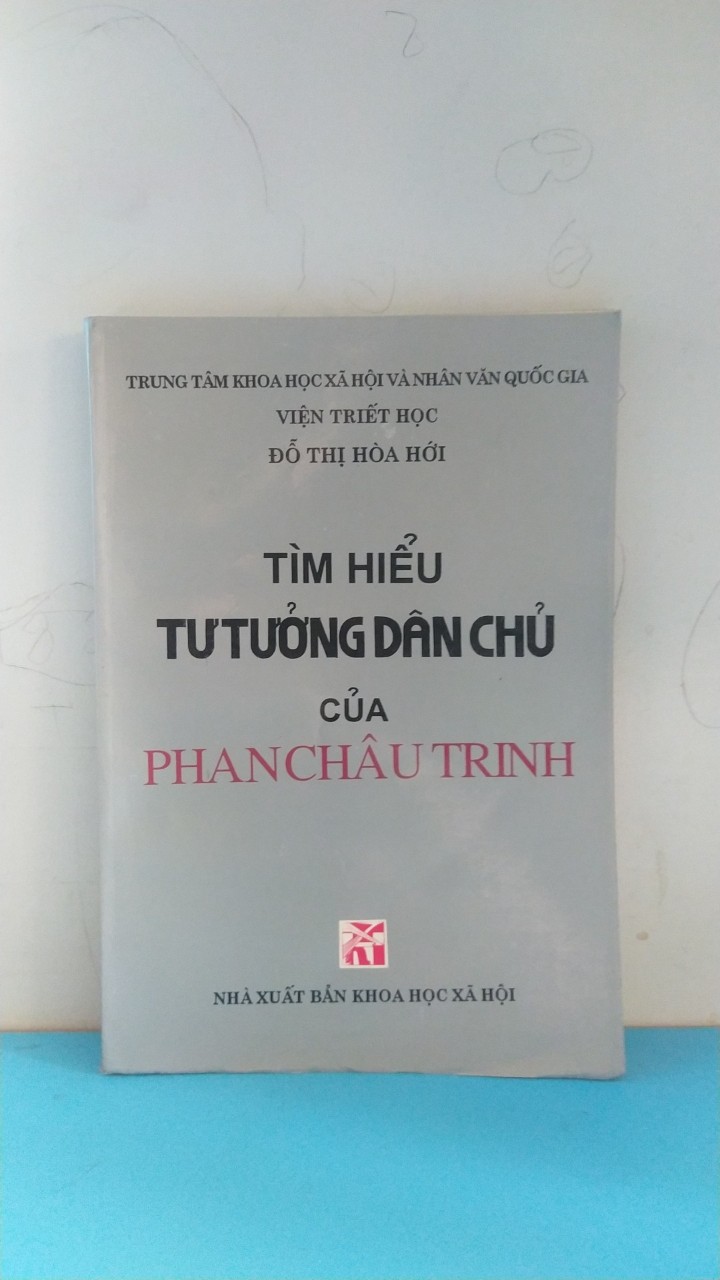 TRUNG TÂM KHOA HỌC XÃ HỘI VÀ NHÂN VĂN QUỐC GIA
VIỆN TRIẾT HỌC
ĐỖ THỊ HÒA HỚI
TÌM HIỂU
TƯ TƯỞNG DÂN CHỦ
CỦA
PHAN CHÂU TRINH
NHÀ XUẤT BẢN KHOA HỌC XÃ HỘI